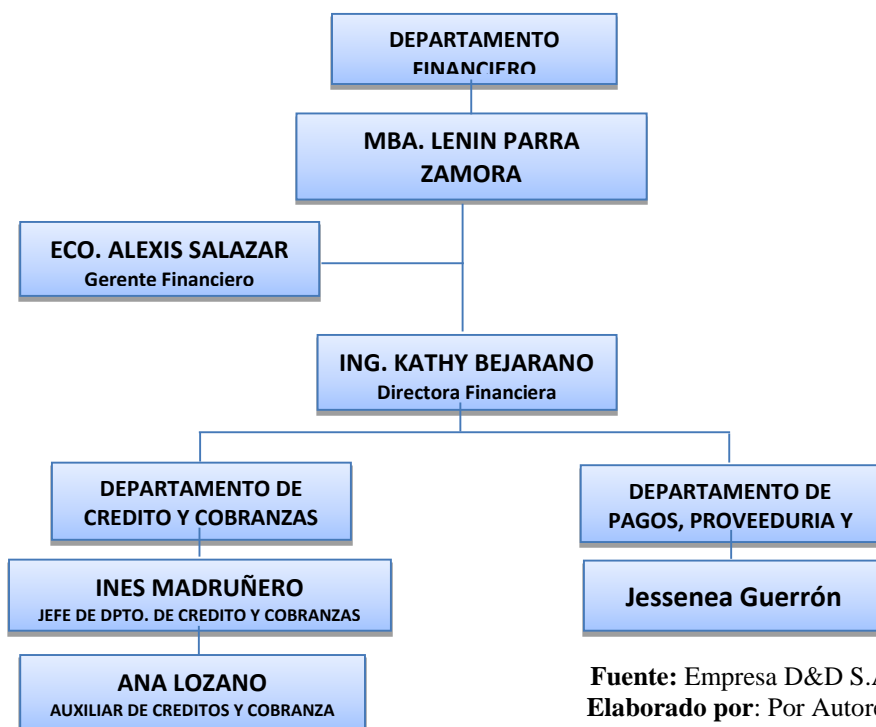 DEPARTAMENTO
FINANCIERO
MBA. LENIN PARRA
ZAMORA
ECO. ALEXIS SALAZAR
Gerente Financiero
ING. KATHY BEJARANO
Directora Financiera
DEPARTAMENTO DE
CREDITO Y COBRANZAS
INES MADRUÑERO
JEFE DE DPTO. DE CREDITO Y COBRANZAS
ANA LOZANO
AUXILIAR DE CREDITOS Y COBRANZA
DEPARTAMENTO DE
PAGOS, PROVEEDURIA Y
Jessenea Guerrón
Fuente: Empresa D&D S.A
Elaborado por: Por Autor